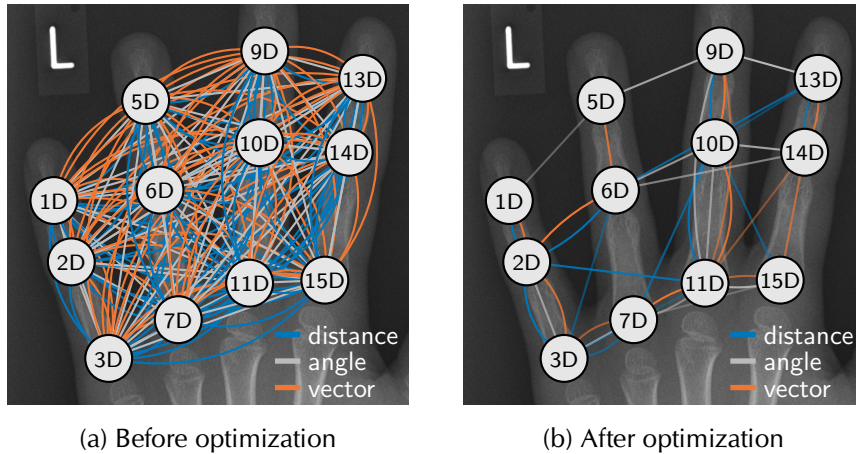 L
9D
13D
5D
10D
14D
6D
1D
2D
11D
15D
7D
3D
distance
angle
vector
(a) Before optimization
L
9D
13D
5D
10D
14D
6D
1D
2D
11D
15D
7D
3D
distance
angle
vector
(b) After optimization